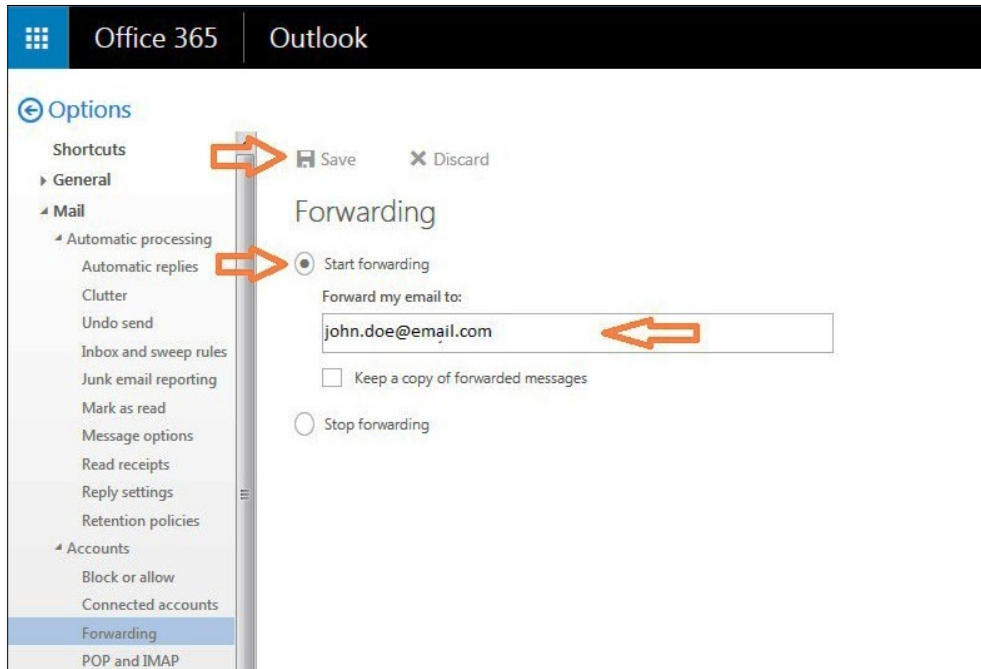 Office 365
Outlook
Options
Shortcuts
General
Mail
Automatic processing
Automatic replies
Clutter
Undo send
Inbox and sweep rules
Junk email reporting
Mark as read
Message options
Read receipts
Reply settings
Retention policies
Accounts
Block or allow
Connected accounts
Forwarding
POP and IMAP
Save
Discard
Forwarding
Start forwarding
Forward my email to:
john.doe@email.com
Keep a copy of forwarded messages
Stop forwarding